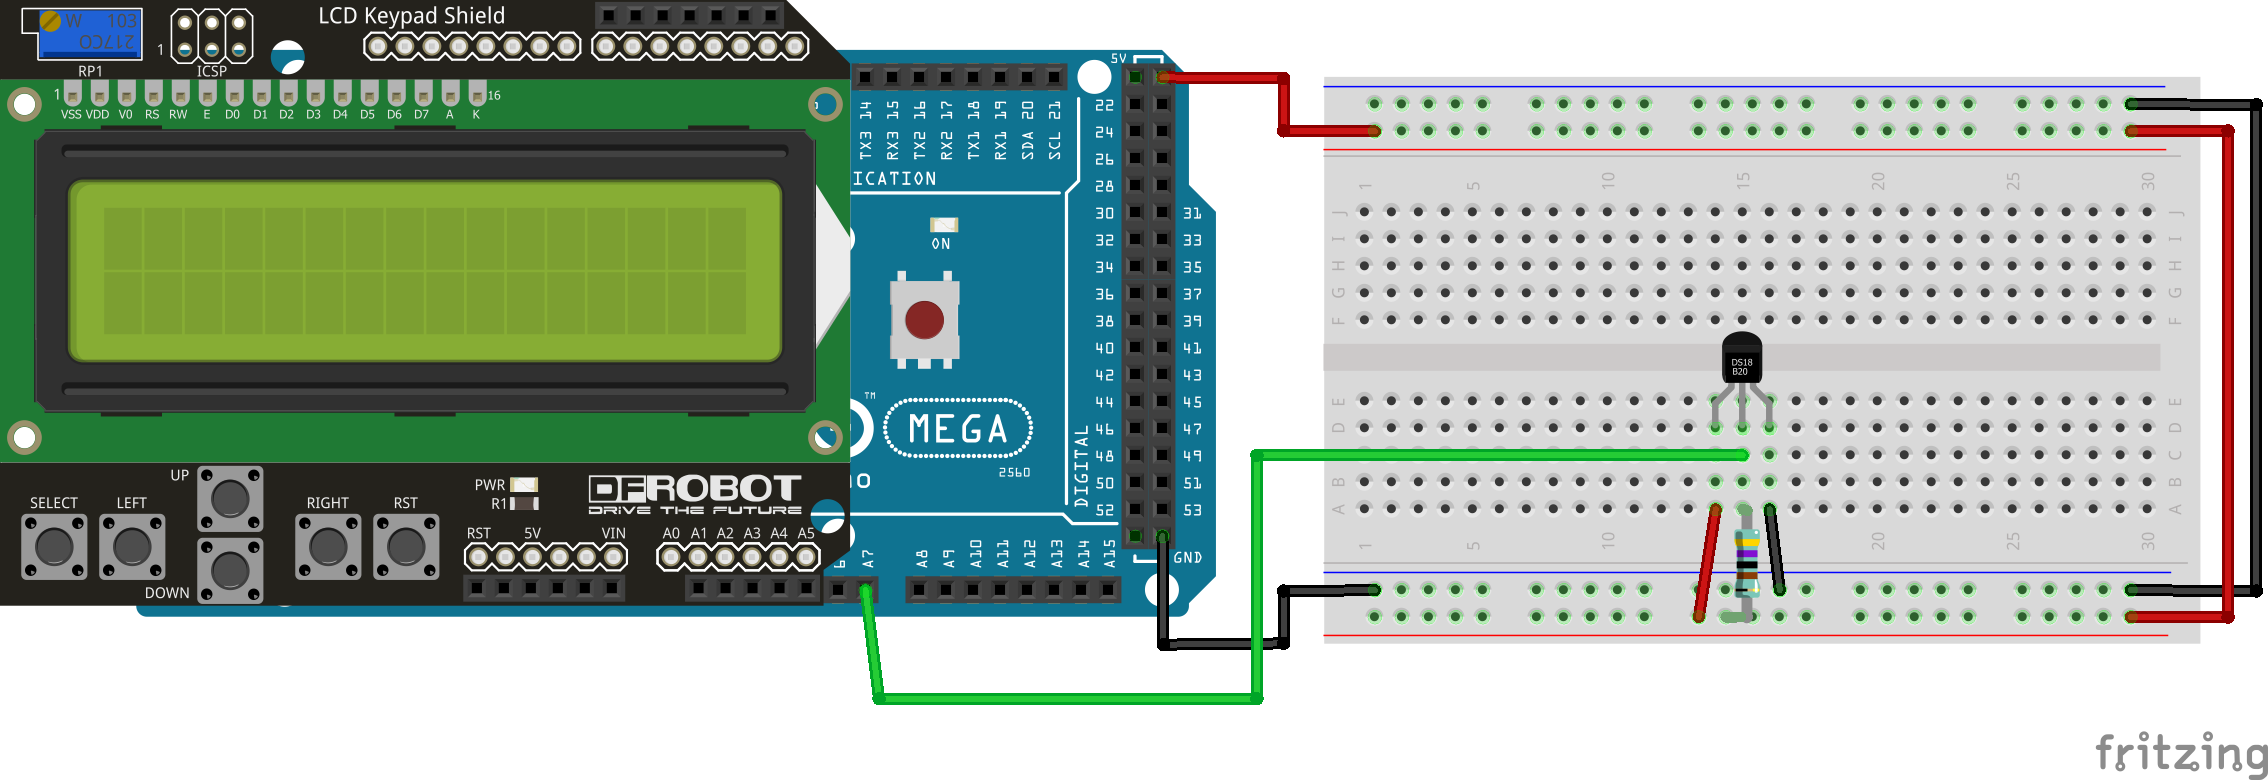 LCD Keypad Shield
W 103
217CO
RP1
1
ICSP
1
16
VSS VDD V0 RS RW E D0 D1 D2 D3 D4 D5 D6 D7 A K
5V
TX3 14
RX3 15
TX2 16
RX2 17
TX1 18
RX1 19
SDA 20
SCL 21
ICATION
ON
22
24
26
28
30 31
32 33
34 35
36 37
38 39
40 41
42 43
44 45
46 47
48 49
50 51
52 53
GND
DIGITAL
TM
MEGA
2560
UP
SELECT LEFT RIGHT RST
DOWN
PWR
R1
DFROBOT
DRIVE THE FUTURE
RST 5V VIN A0 A1 A2 A3 A4 A5
A7 A8 A9 A10 A11 A12 A13 A14 A15
1 5 10 15 20 25 30
J J
I I
H H
G G
F F
DS18
B20
E E
D D
C C
B B
A A
1 5 10 20 25 30
fritzing